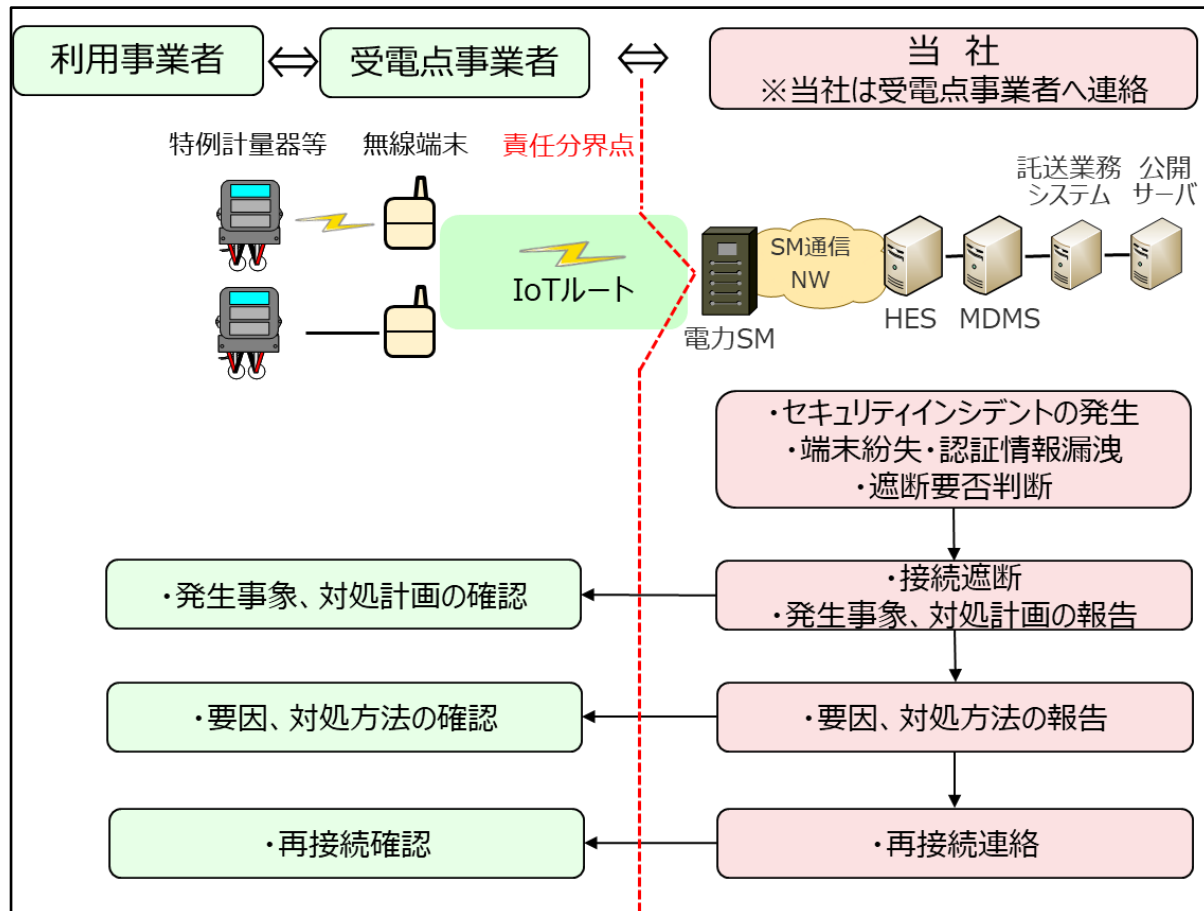 利用事業者
⇔
受電点事業者
⇔
当 社
※当社は受電点事業者へ連絡
特例計量器等
無線端末
責任分界点
託送業務
システム
公開
サーバ
IoTルート
SM通信
NW
電力SM
HES
MDMS
・セキュリティインシデントの発生
・端末紛失・認証情報漏洩
・遮断要否判断
・発生事象、対処計画の確認
・接続遮断
・発生事象、対処計画の報告
・要因、対処方法の確認
・要因、対処方法の報告
・再接続確認
・再接続連絡